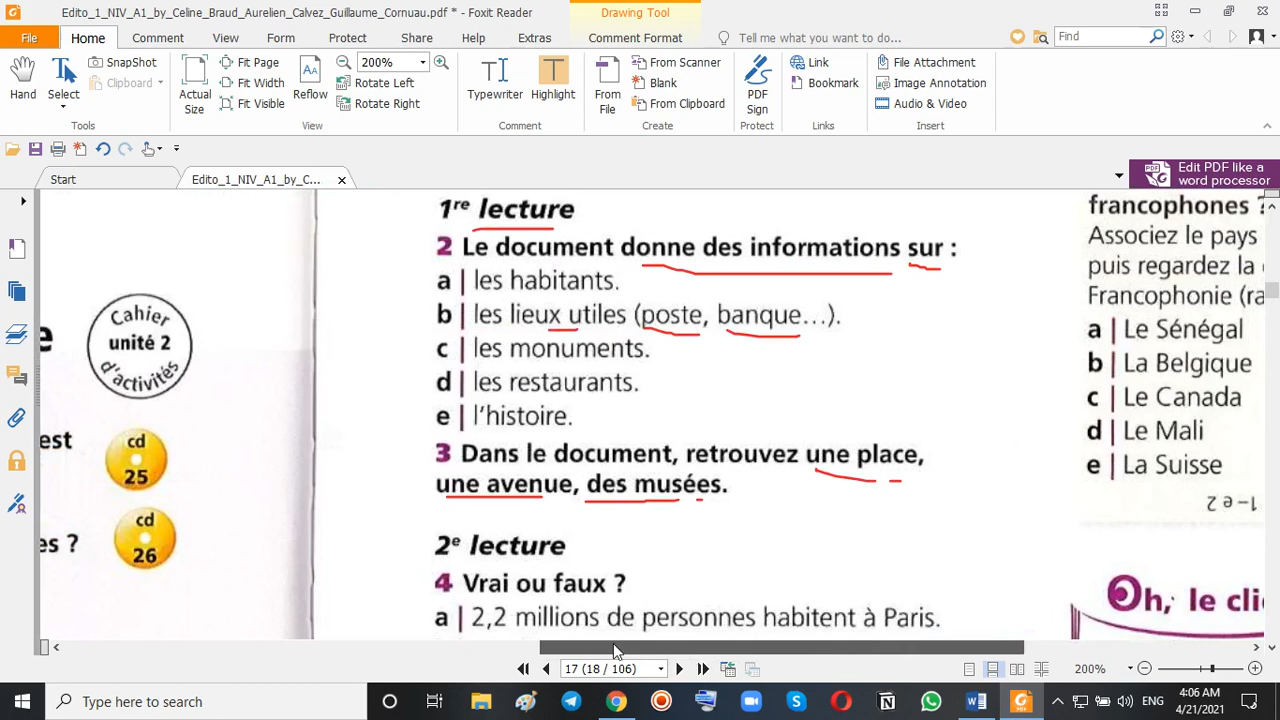 Edito_1_NIV_A1_by_Celine_Braud_Aurelien_Calvez_Guillaume_Cornuau.pdf * - Foxit Reader
Drawing Tool
File
Home
Comment
View
Form
Protect
Share
Help
Extras
Comment Format
Tell me what you want to do...
Find
Hand
Select
SnapShot
Clipboard
Actual Size
Fit Page
Fit Width
Fit Visible
Reflow
200%
Rotate Left
Rotate Right
Typewriter
Highlight
From File
From Scanner
Blank
From Clipboard
PDF Sign
Link
Bookmark
File Attachment
Image Annotation
Audio & Video
Tools
View
Comment
Create
Protect
Links
Insert
Start
Edito_1_NIV_A1_by_C...
Edit PDF like a
word processor
e
Cahier
unité 2
d'activités
est
cd
25
es ?
cd
26
1re lecture
2 Le document donne des informations sur :
a | les habitants.
b | les lieux utiles (poste, banque…).
c | les monuments.
d | les restaurants.
e | l'histoire.
3 Dans le document, retrouvez une place,
une avenue, des musées.
2e lecture
4 Vrai ou faux ?
a | 2,2 millions de personnes habitent à Paris.
francophones ?
Associez le pays
puis regardez la
Francophonie (ra
a | Le Sénégal
b | La Belgique
c | Le Canada
d | Le Mali
e | La Suisse
1– e 2
Oh, le cli
17 (18 / 106)
200%
Type here to search
ENG
4:06 AM
4/21/2021